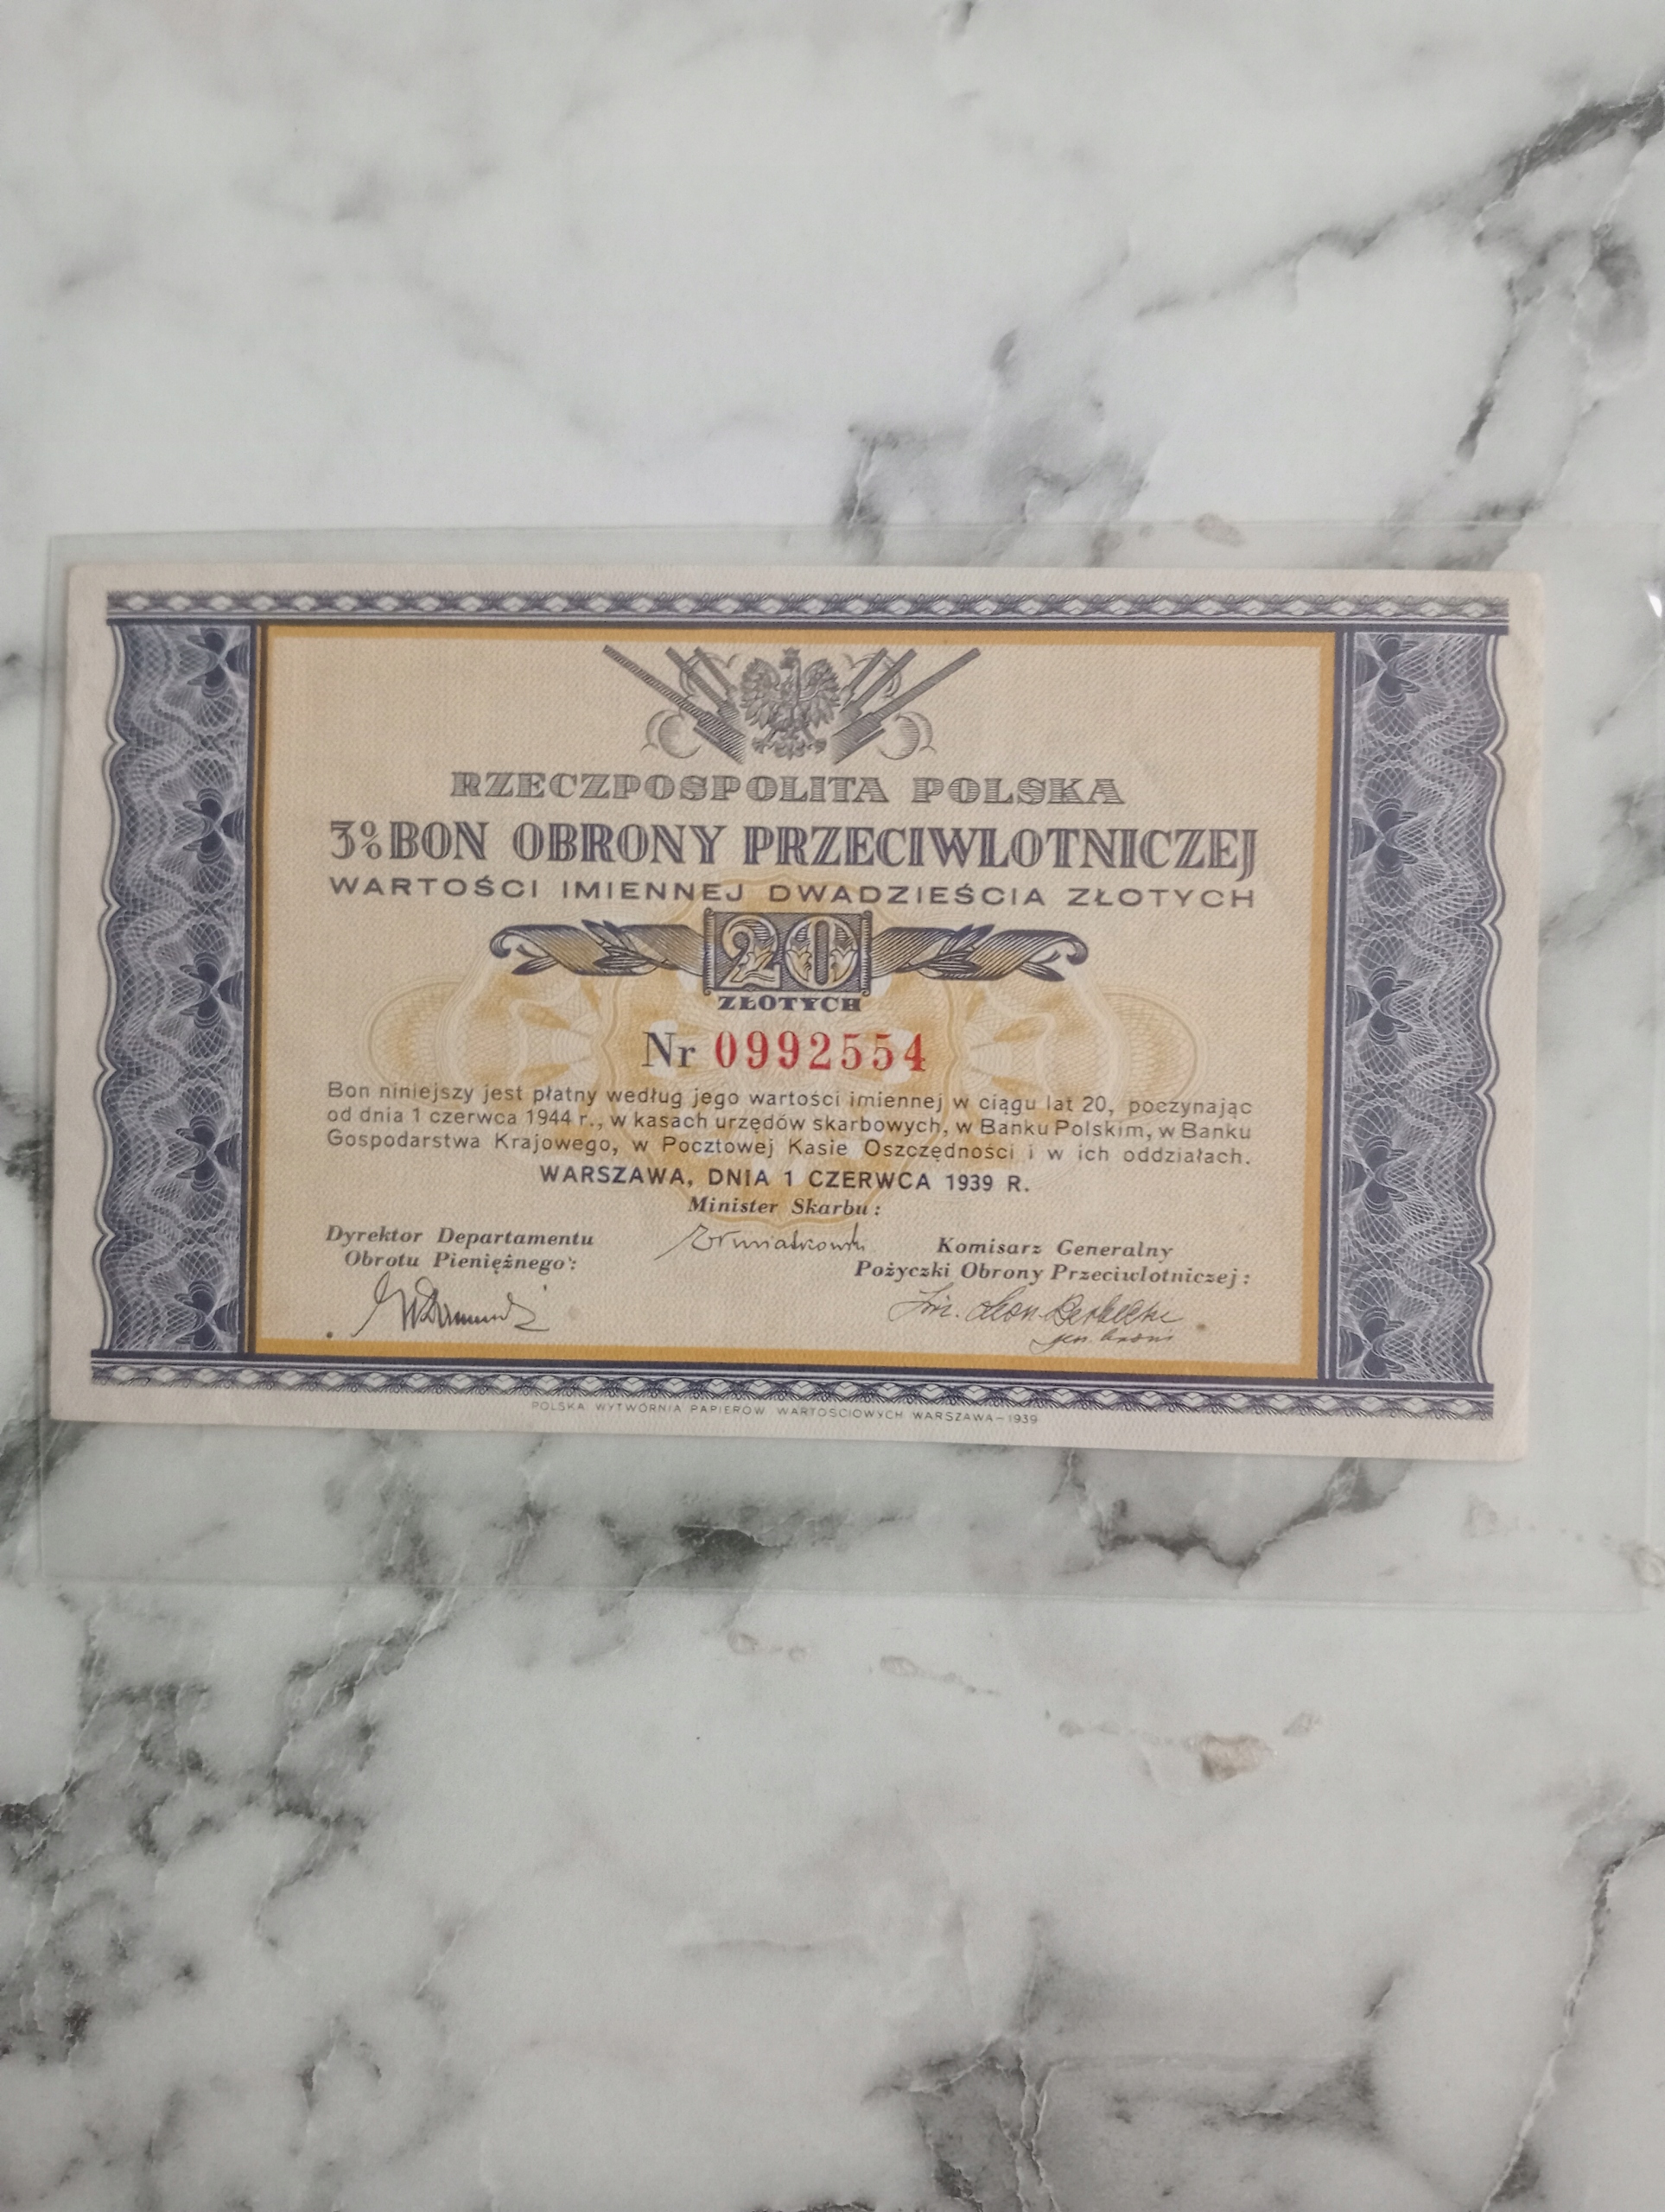 RZECZPOSPOLITA POLSKA
3% BON OBRONY PRZECIWLOTNICZEJ
WARTOŚCI IMIENNEJ DWADZIEŚCIA ZŁOTYCH
20
ZŁOTYCH
Nr 0992554
Bon niniejszy jest płatny według jego wartości imiennej w ciągu lat 20, poczynając
od dnia 1 czerwca 1944 r., w kasach urzędów skarbowych, w Banku Polskim, w Banku
Gospodarstwa Krajowego, w Pocztowej Kasie Oszczędności i w ich oddziałach.
WARSZAWA, DNIA 1 CZERWCA 1939 R.
Minister Skarbu:
Dyrektor Departamentu
Obrotu Pieniężnego:
Komisarz Generalny
Pożyczki Obrony Przeciwlotniczej:
POLSKA WYTWÓRNIA PAPIERÓW WARTOŚCIOWYCH WARSZAWA—1939